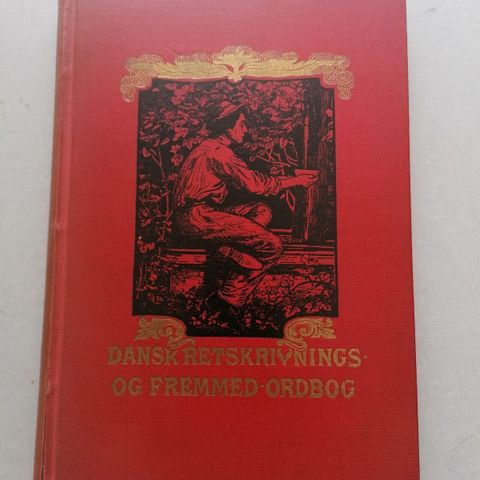 DANSK RETSKRIVNINGS-
OG FREMMED-ORDBOG